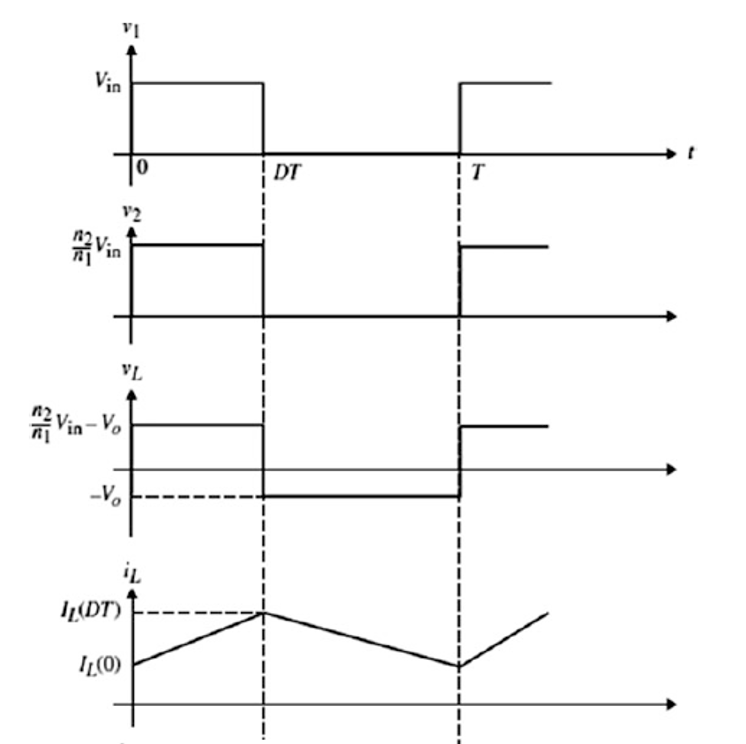 v1
Vin
t
0
DT
T
v2
n2/n1 Vin
vL
n2/n1 Vin – Vo
–Vo
iL
IL(DT)
IL(0)